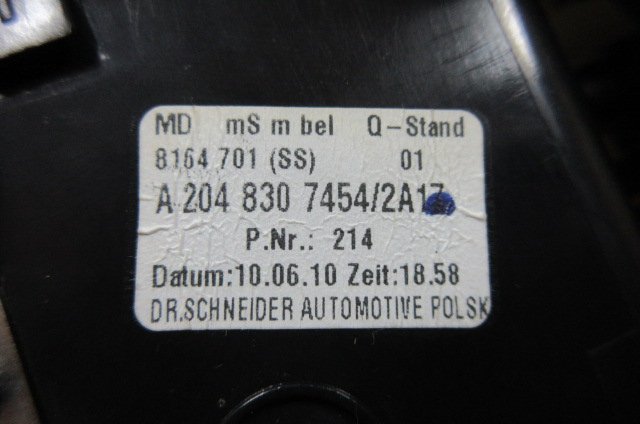 MD mS m bel Q-Stand
8164 701 (SS) 01
A 204 830 7454/2A17
P.Nr.: 214
Datum:10.06.10 Zeit:18.58
DR.SCHNEIDER AUTOMOTIVE POLSK